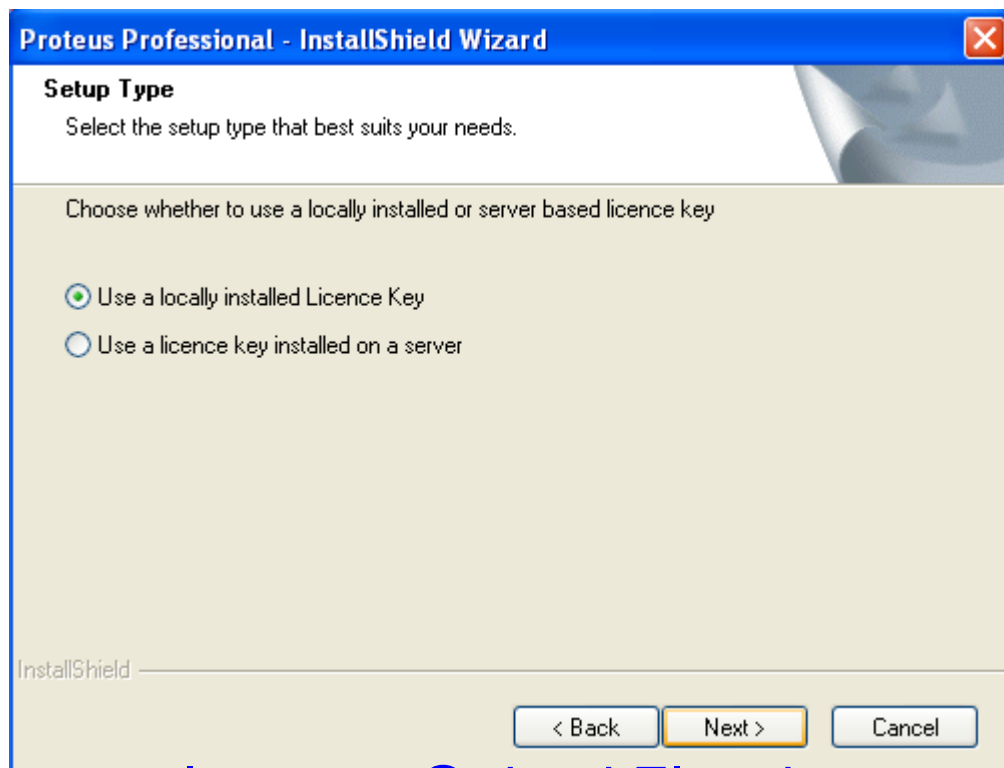 Proteus Professional - InstallShield Wizard
Setup Type
Select the setup type that best suits your needs.
Choose whether to use a locally installed or server based licence key
Use a locally installed Licence Key
Use a licence key installed on a server
InstallShield
< Back Next > Cancel